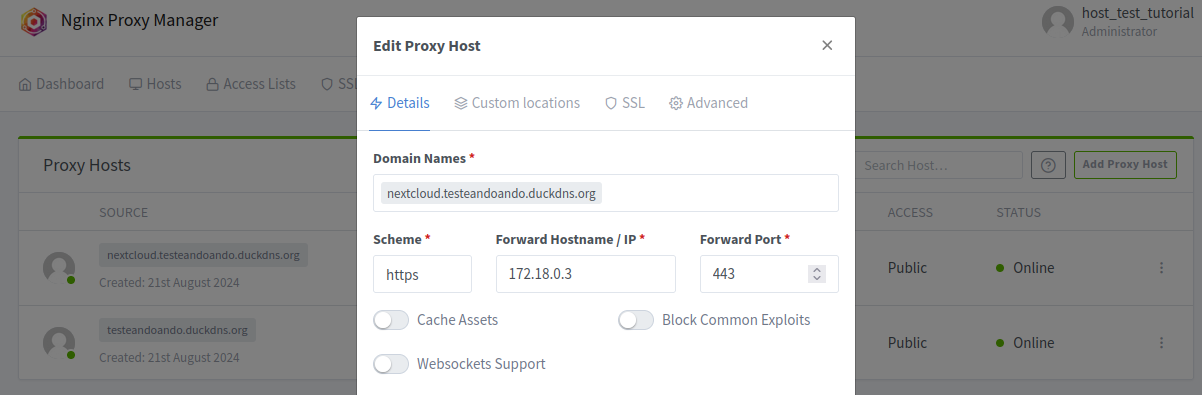 Nginx Proxy Manager
host_test_tutorial
Administrator
Dashboard Hosts Access Lists SSL
Edit Proxy Host
Details Custom locations SSL Advanced
Proxy Hosts
Search Host…
Add Proxy Host
SOURCE ACCESS STATUS
Domain Names *
nextcloud.testeandoando.duckdns.org
Scheme * Forward Hostname / IP * Forward Port *
https 172.18.0.3 443
nextcloud.testeandoando.duckdns.org
Created: 21st August 2024
Public Online
Cache Assets Block Common Exploits
testeandoando.duckdns.org
Created: 21st August 2024
Public Online
Websockets Support